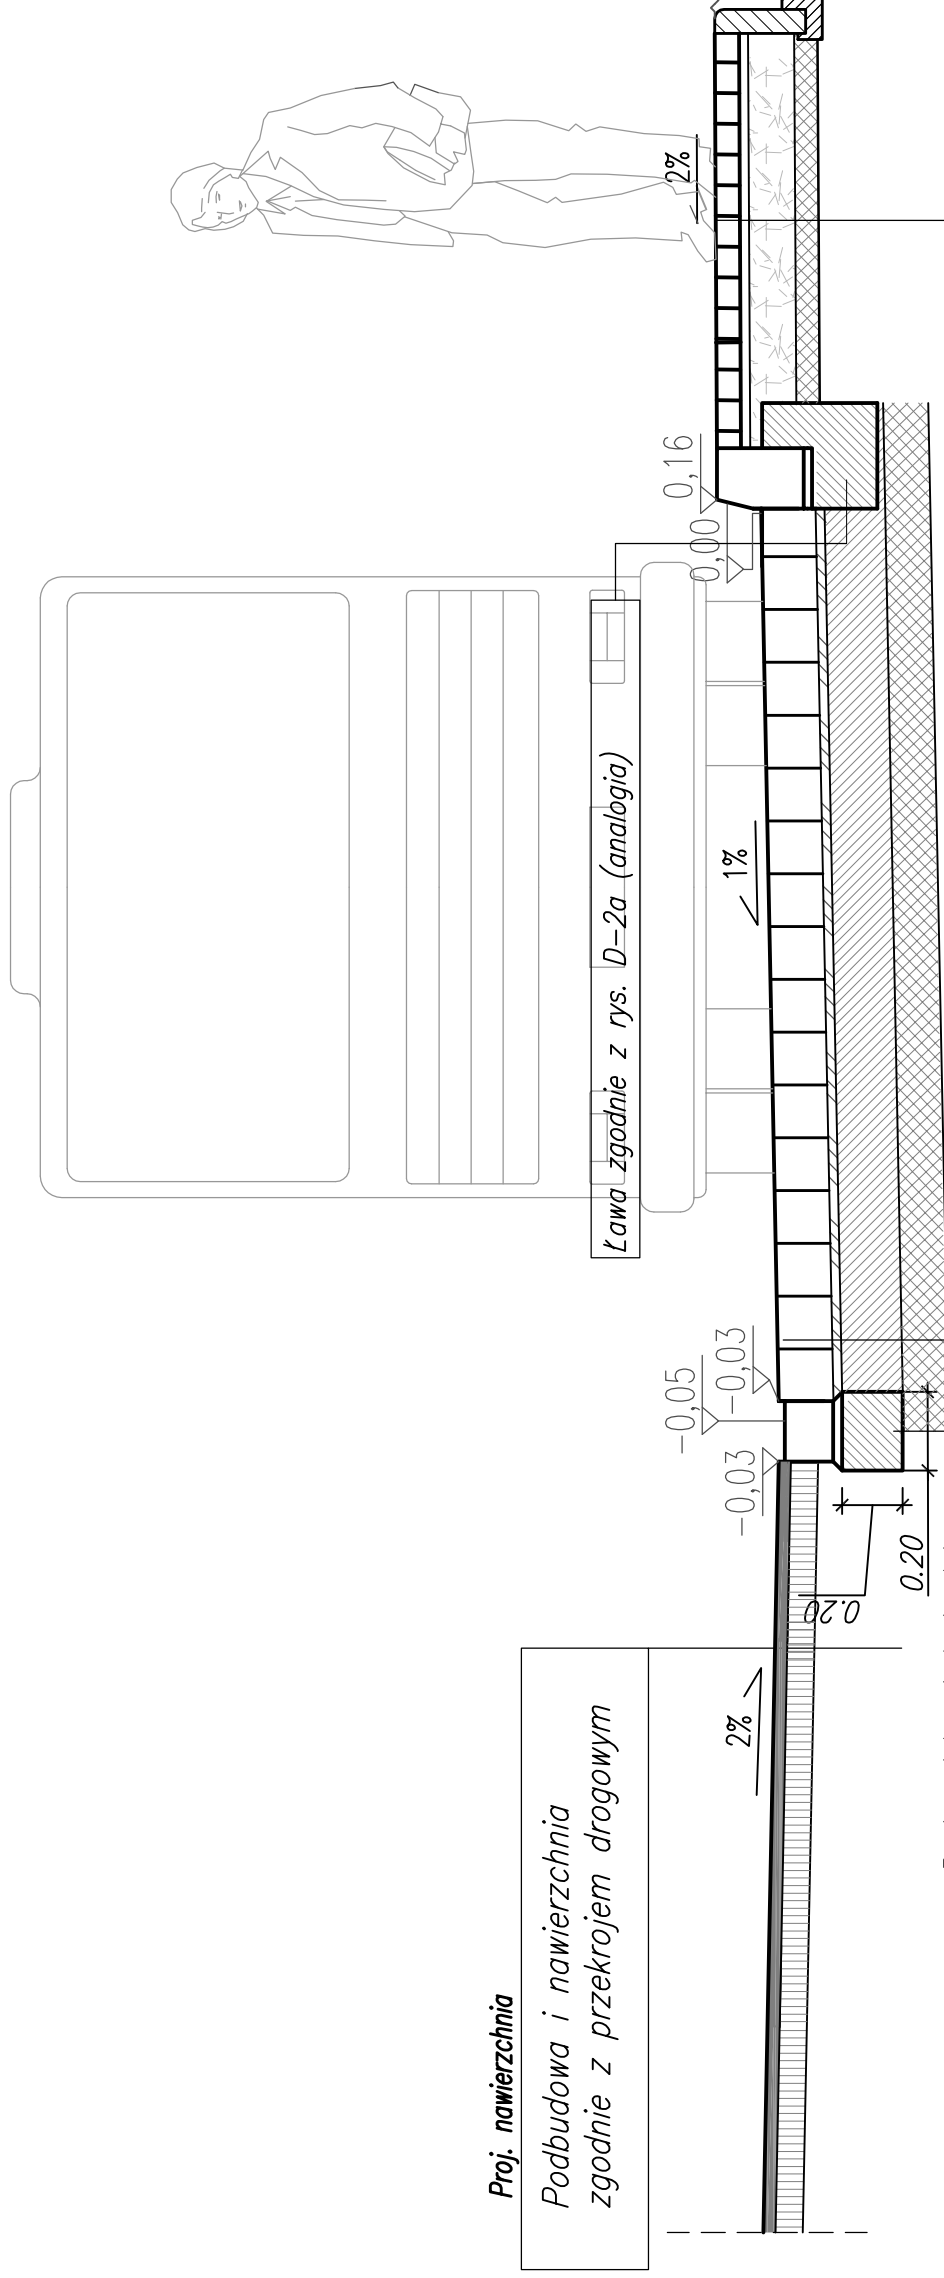 Proj. nawierzchnia
Podbudowa i nawierzchnia
zgodnie z przekrojem drogowym
2%
-0,03
-0,05
-0,03
0.20
0.20
Ława zgodnie z rys. D-2a (analogia)
1%
0,00
0,16
2%